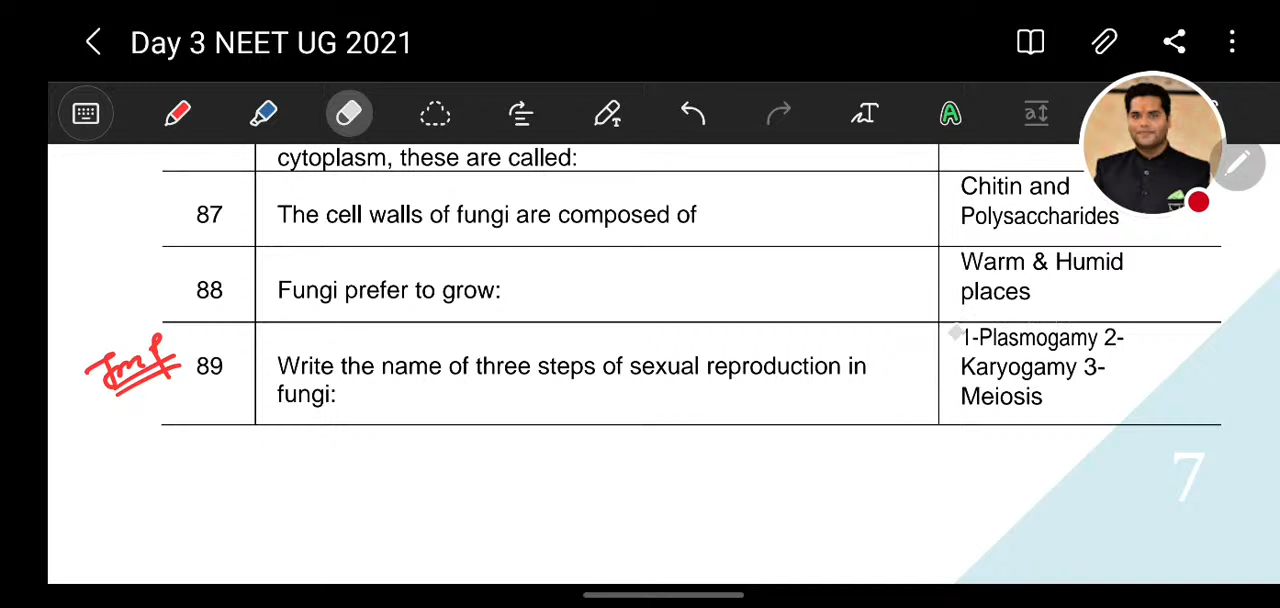 Day 3 NEET UG 2021
cytoplasm, these are called:
87
The cell walls of fungi are composed of
Chitin and
Polysaccharides
88
Fungi prefer to grow:
Warm & Humid
places
Imp
89
Write the name of three steps of sexual reproduction in
fungi:
1-Plasmogamy 2-
Karyogamy 3-
Meiosis
7